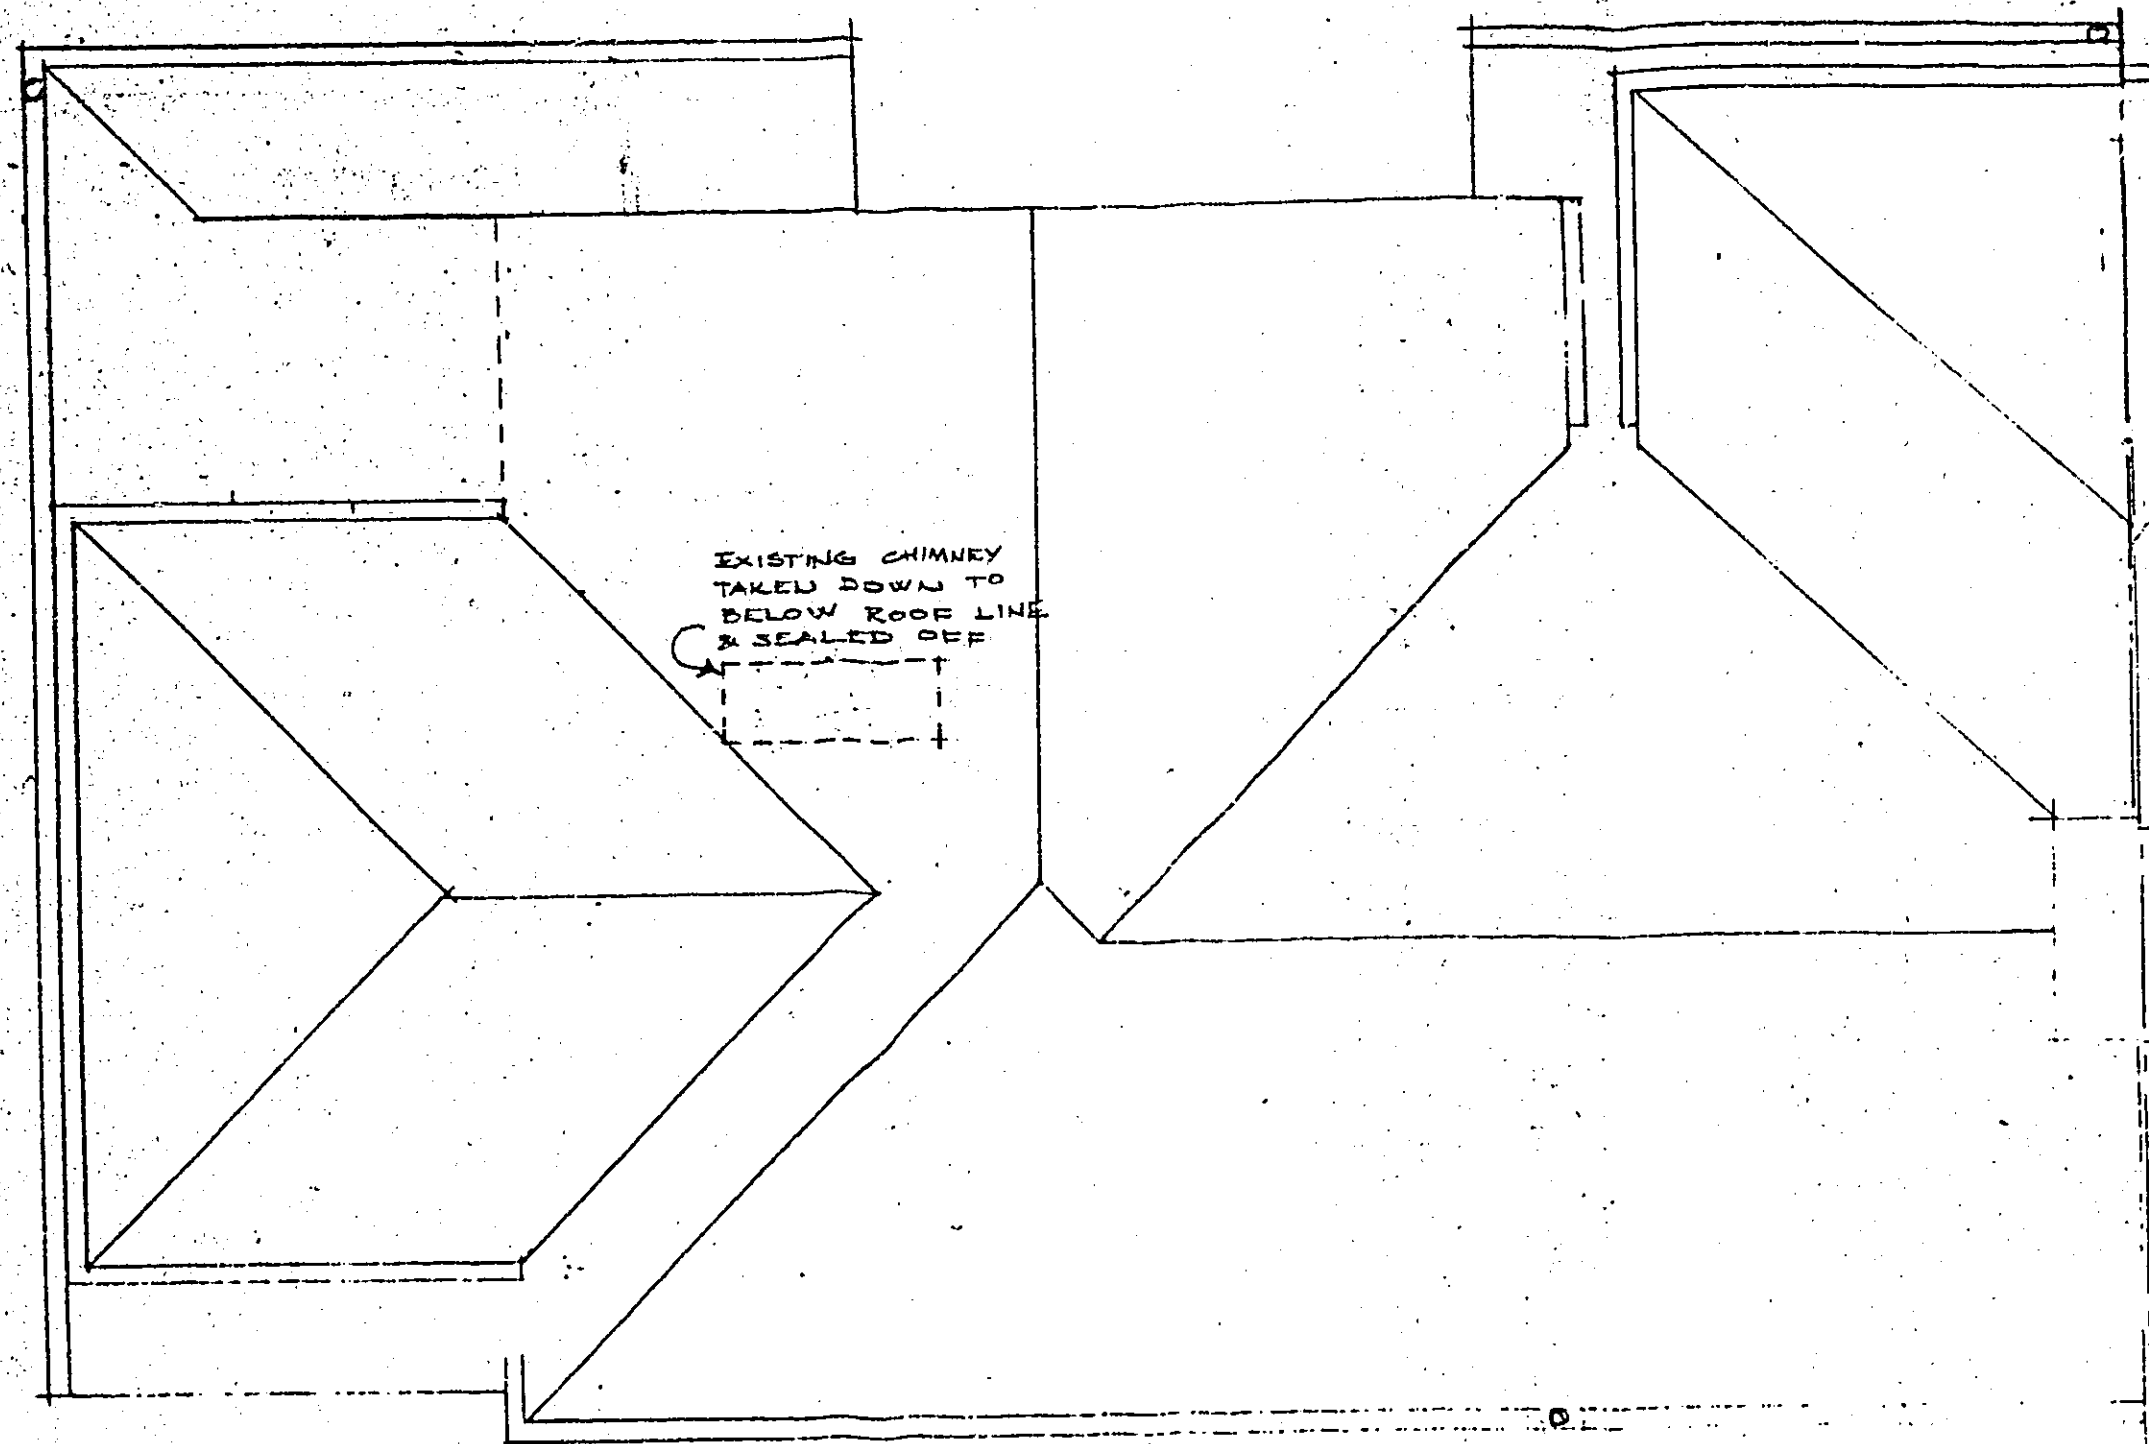 EXISTING CHIMNEY
TAKEN DOWN TO
BELOW ROOF LINE
& SEALED OFF